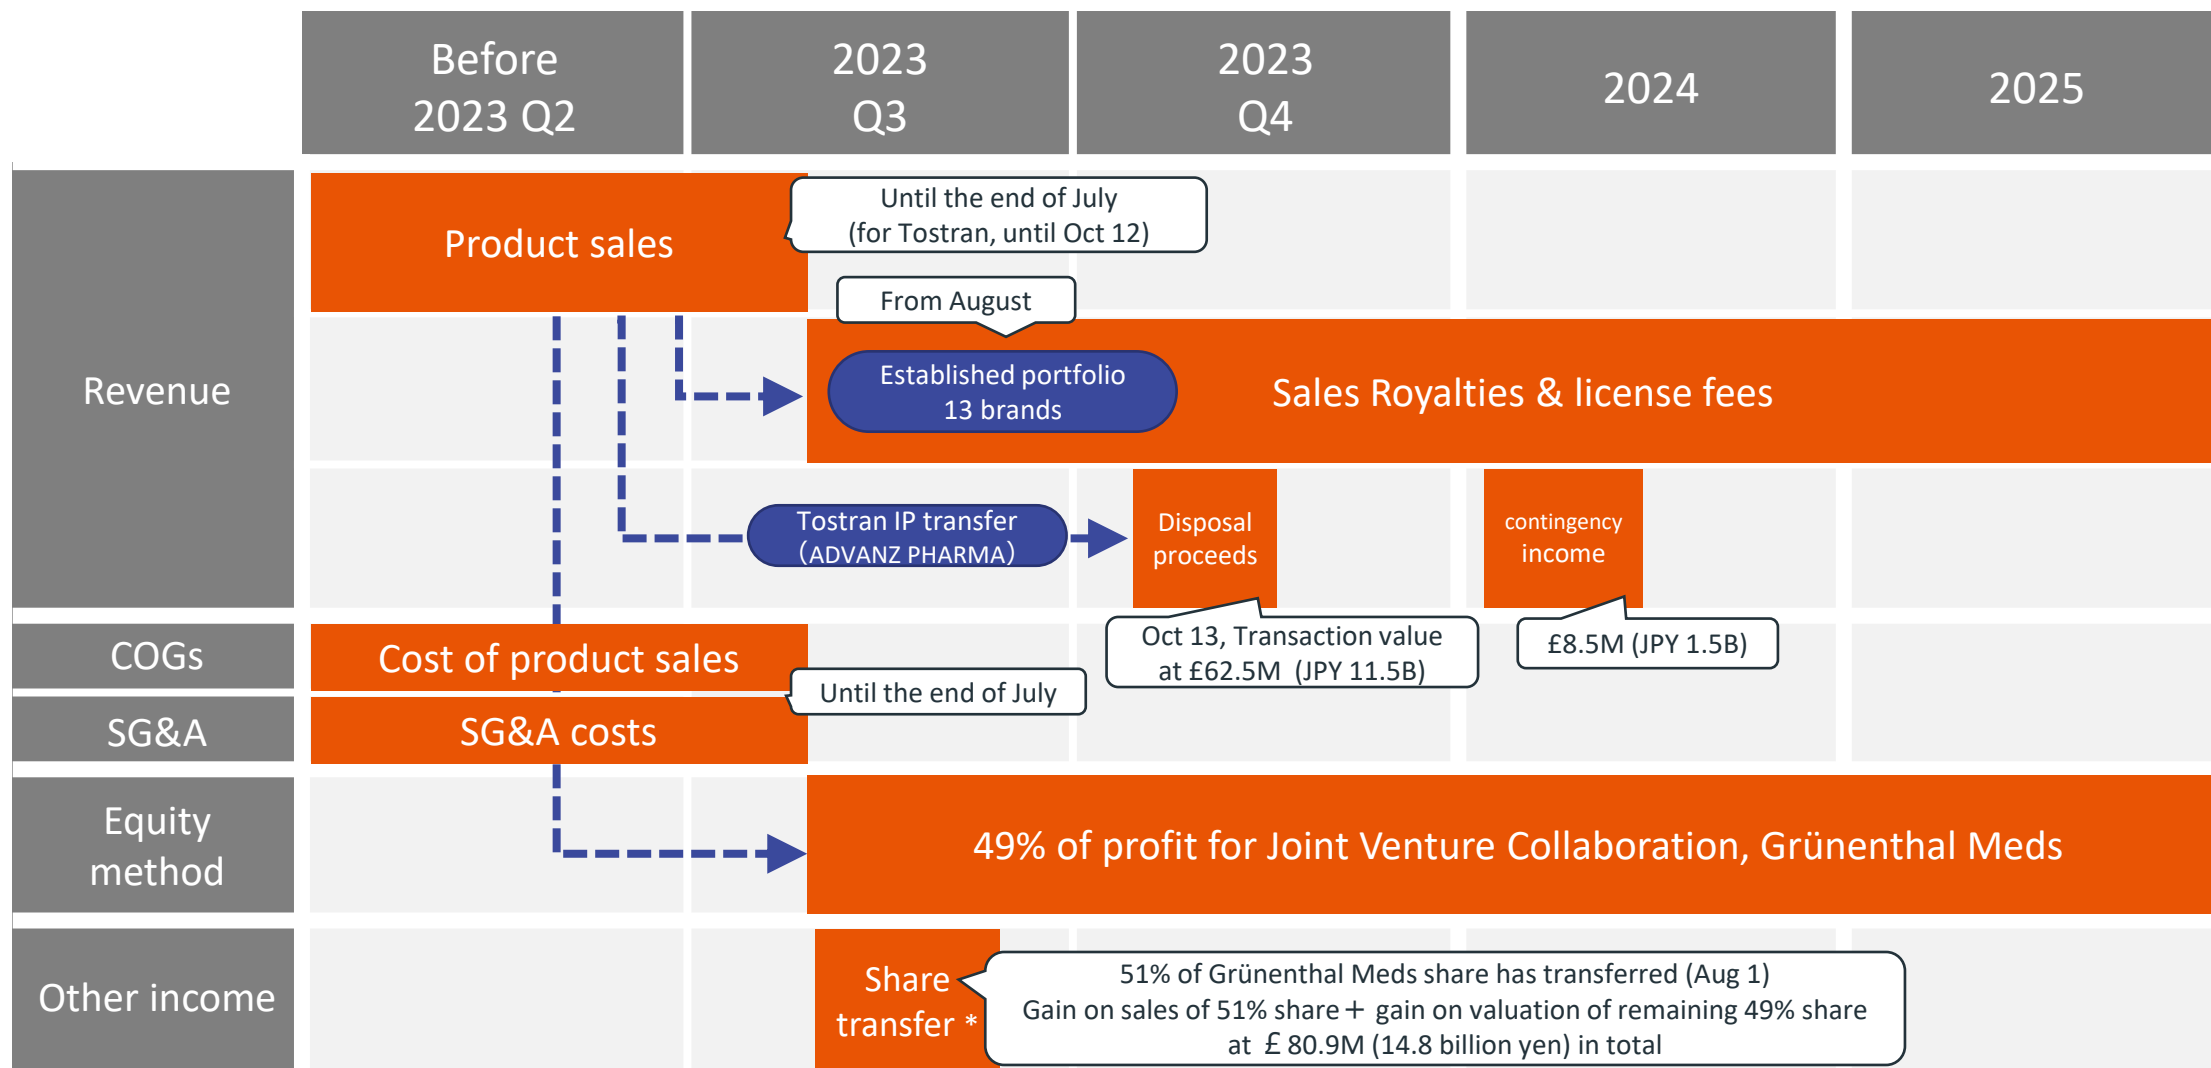 Before
2023 Q2
2023
Q3
2023
Q4
2024
2025
Revenue
Product sales
Until the end of July
(for Tostran, until Oct 12)
From August
Established portfolio
13 brands
Sales Royalties & license fees
Tostran IP transfer
（ADVANZ PHARMA）
Disposal
proceeds
contingency
income
Oct 13, Transaction value
at £62.5M (JPY 11.5B)
£8.5M (JPY 1.5B)
COGs
Cost of product sales
Until the end of July
SG&A
SG&A costs
Equity
method
49% of profit for Joint Venture Collaboration, Grünenthal Meds
Other income
Share
transfer *
51% of Grünenthal Meds share has transferred (Aug 1)
Gain on sales of 51% share＋gain on valuation of remaining 49% share
at ￡80.9M (14.8 billion yen) in total